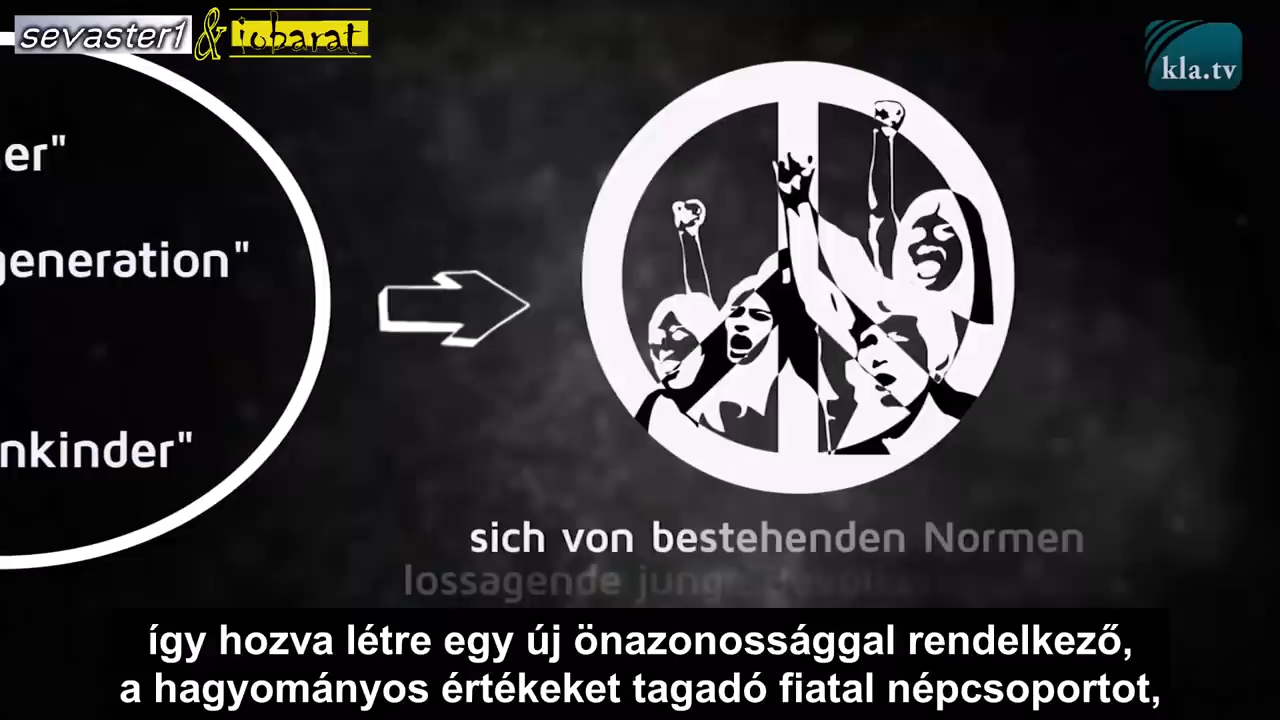 sevaster1 & iobarat
kla.tv
er"
generation"
nkinder"
sich von bestehenden Normen
lossagende
így hozva létre egy új önazonossággal rendelkező,
a hagyományos értékeket tagadó fiatal népcsoportot,